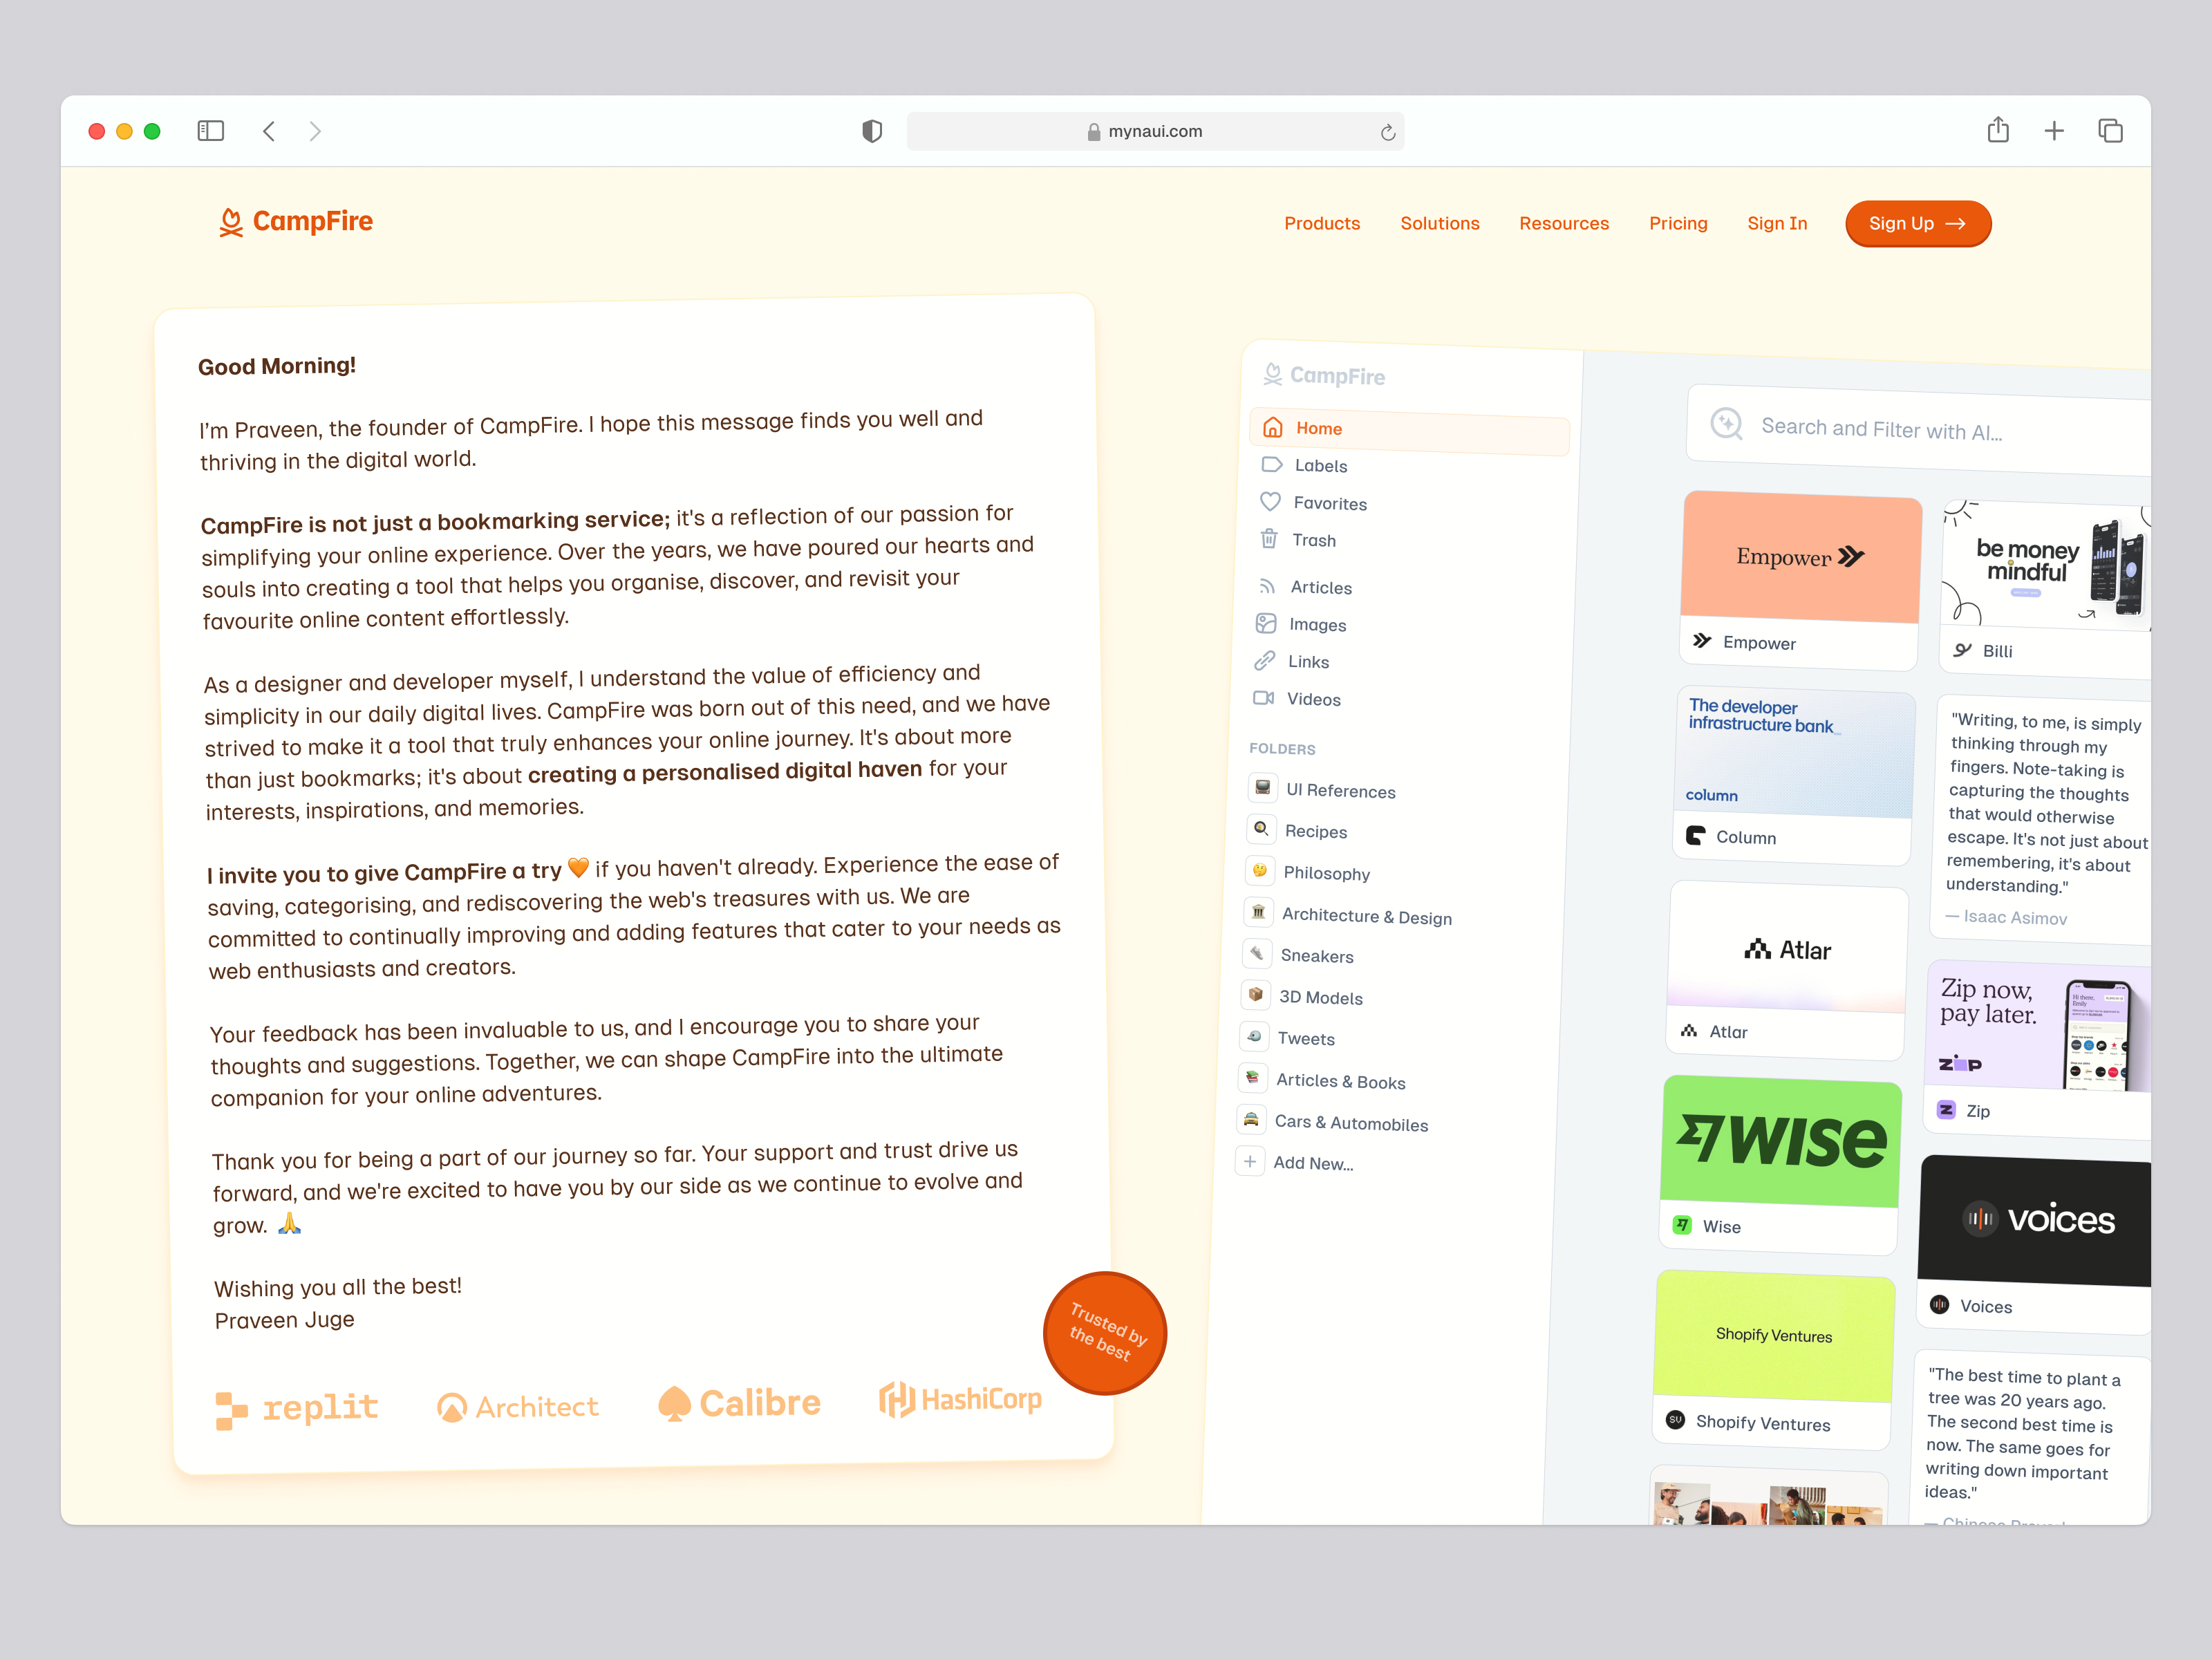 mynaui.com
CampFire
Products
Solutions
Resources
Pricing
Sign In
Sign Up
Good Morning!
I’m Praveen, the founder of CampFire. I hope this message finds you well and
thriving in the digital world.
CampFire is not just a bookmarking service; it's a reflection of our passion for
simplifying your online experience. Over the years, we have poured our hearts and
souls into creating a tool that helps you organise, discover, and revisit your
favourite online content effortlessly.
As a designer and developer myself, I understand the value of efficiency and
simplicity in our daily digital lives. CampFire was born out of this need, and we have
strived to make it a tool that truly enhances your online journey. It's about more
than just bookmarks; it's about creating a personalised digital haven for your
interests, inspirations, and memories.
I invite you to give CampFire a try 🧡 if you haven't already. Experience the ease of
saving, categorising, and rediscovering the web's treasures with us. We are
committed to continually improving and adding features that cater to your needs as
web enthusiasts and creators.
Your feedback has been invaluable to us, and I encourage you to share your
thoughts and suggestions. Together, we can shape CampFire into the ultimate
companion for your online adventures.
Thank you for being a part of our journey so far. Your support and trust drive us
forward, and we're excited to have you by our side as we continue to evolve and
grow. 🙏
Wishing you all the best!
Praveen Juge
Trusted by
the best
replit
Architect
Calibre
HashiCorp
CampFire
Home
Labels
Favorites
Trash
Articles
Images
Links
Videos
FOLDERS
UI References
Recipes
Philosophy
Architecture & Design
Sneakers
3D Models
Tweets
Articles & Books
Cars & Automobiles
Add New...
Search and Filter with AI...
Empower
Empower
The developer
infrastructure bank_
column
Column
Atlar
Atlar
WISE
Wise
Shopify Ventures
SV
Shopify Ventures
be money
mindful
Billi
"Writing, to me, is simply
thinking through my
fingers. Note-taking is
capturing the thoughts
that would otherwise
escape. It's not just about
remembering, it's about
understanding."
— Isaac Asimov
Zip now,
pay later.
Hi there,
Emily
zip
Zip
voices
Voices
"The best time to plant a
tree was 20 years ago.
The second best time is
now. The same goes for
writing down important
ideas."
— Chinese